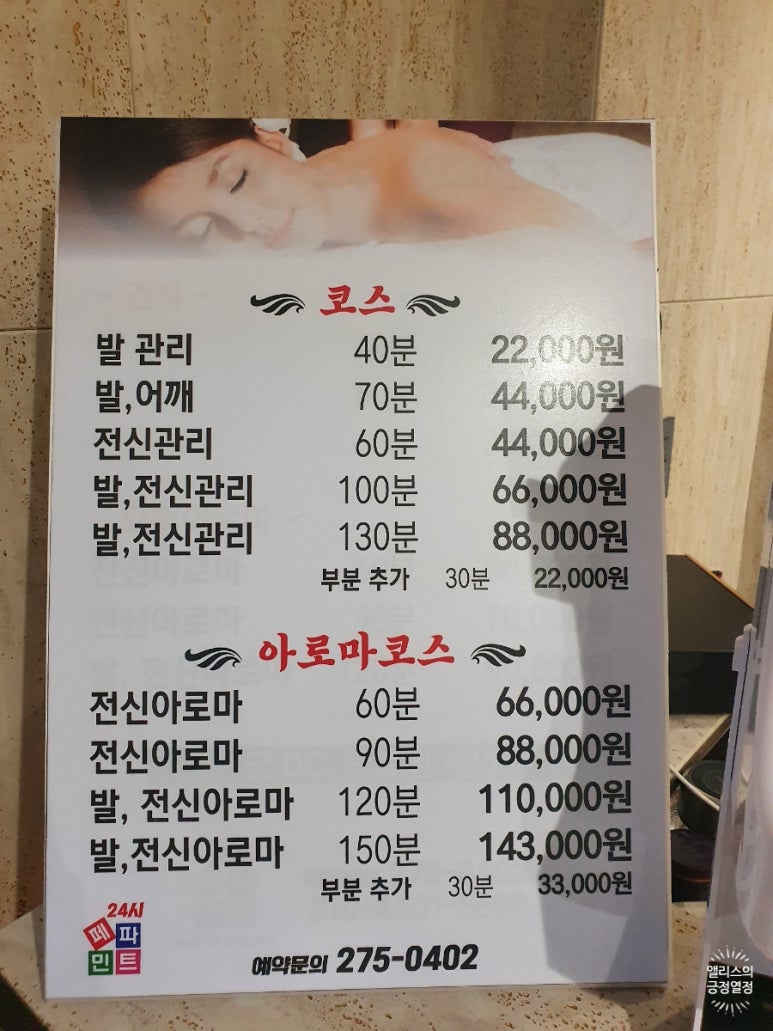 코스
발 관리 40분 22,000원
발,어깨 70분 44,000원
전신관리 60분 44,000원
발,전신관리 100분 66,000원
발,전신관리 130분 88,000원
부분 추가 30분 22,000원
아로마코스
전신아로마 60분 66,000원
전신아로마 90분 88,000원
발, 전신아로마 120분 110,000원
발,전신아로마 150분 143,000원
부분 추가 30분 33,000원
24시
페파
민트
예약문의 275-0402
앨리스의
긍정열정